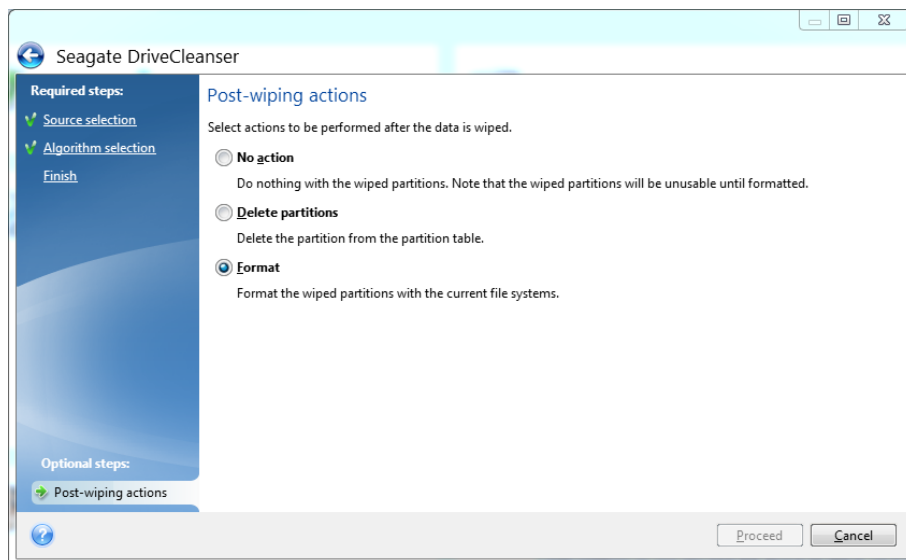 Seagate DriveCleanser
Required steps:
Source selection
Algorithm selection
Finish
Post-wiping actions
Select actions to be performed after the data is wiped.
No action
Do nothing with the wiped partitions. Note that the wiped partitions will be unusable until formatted.
Delete partitions
Delete the partition from the partition table.
Format
Format the wiped partitions with the current file systems.
Optional steps:
Post-wiping actions
?
Proceed
Cancel